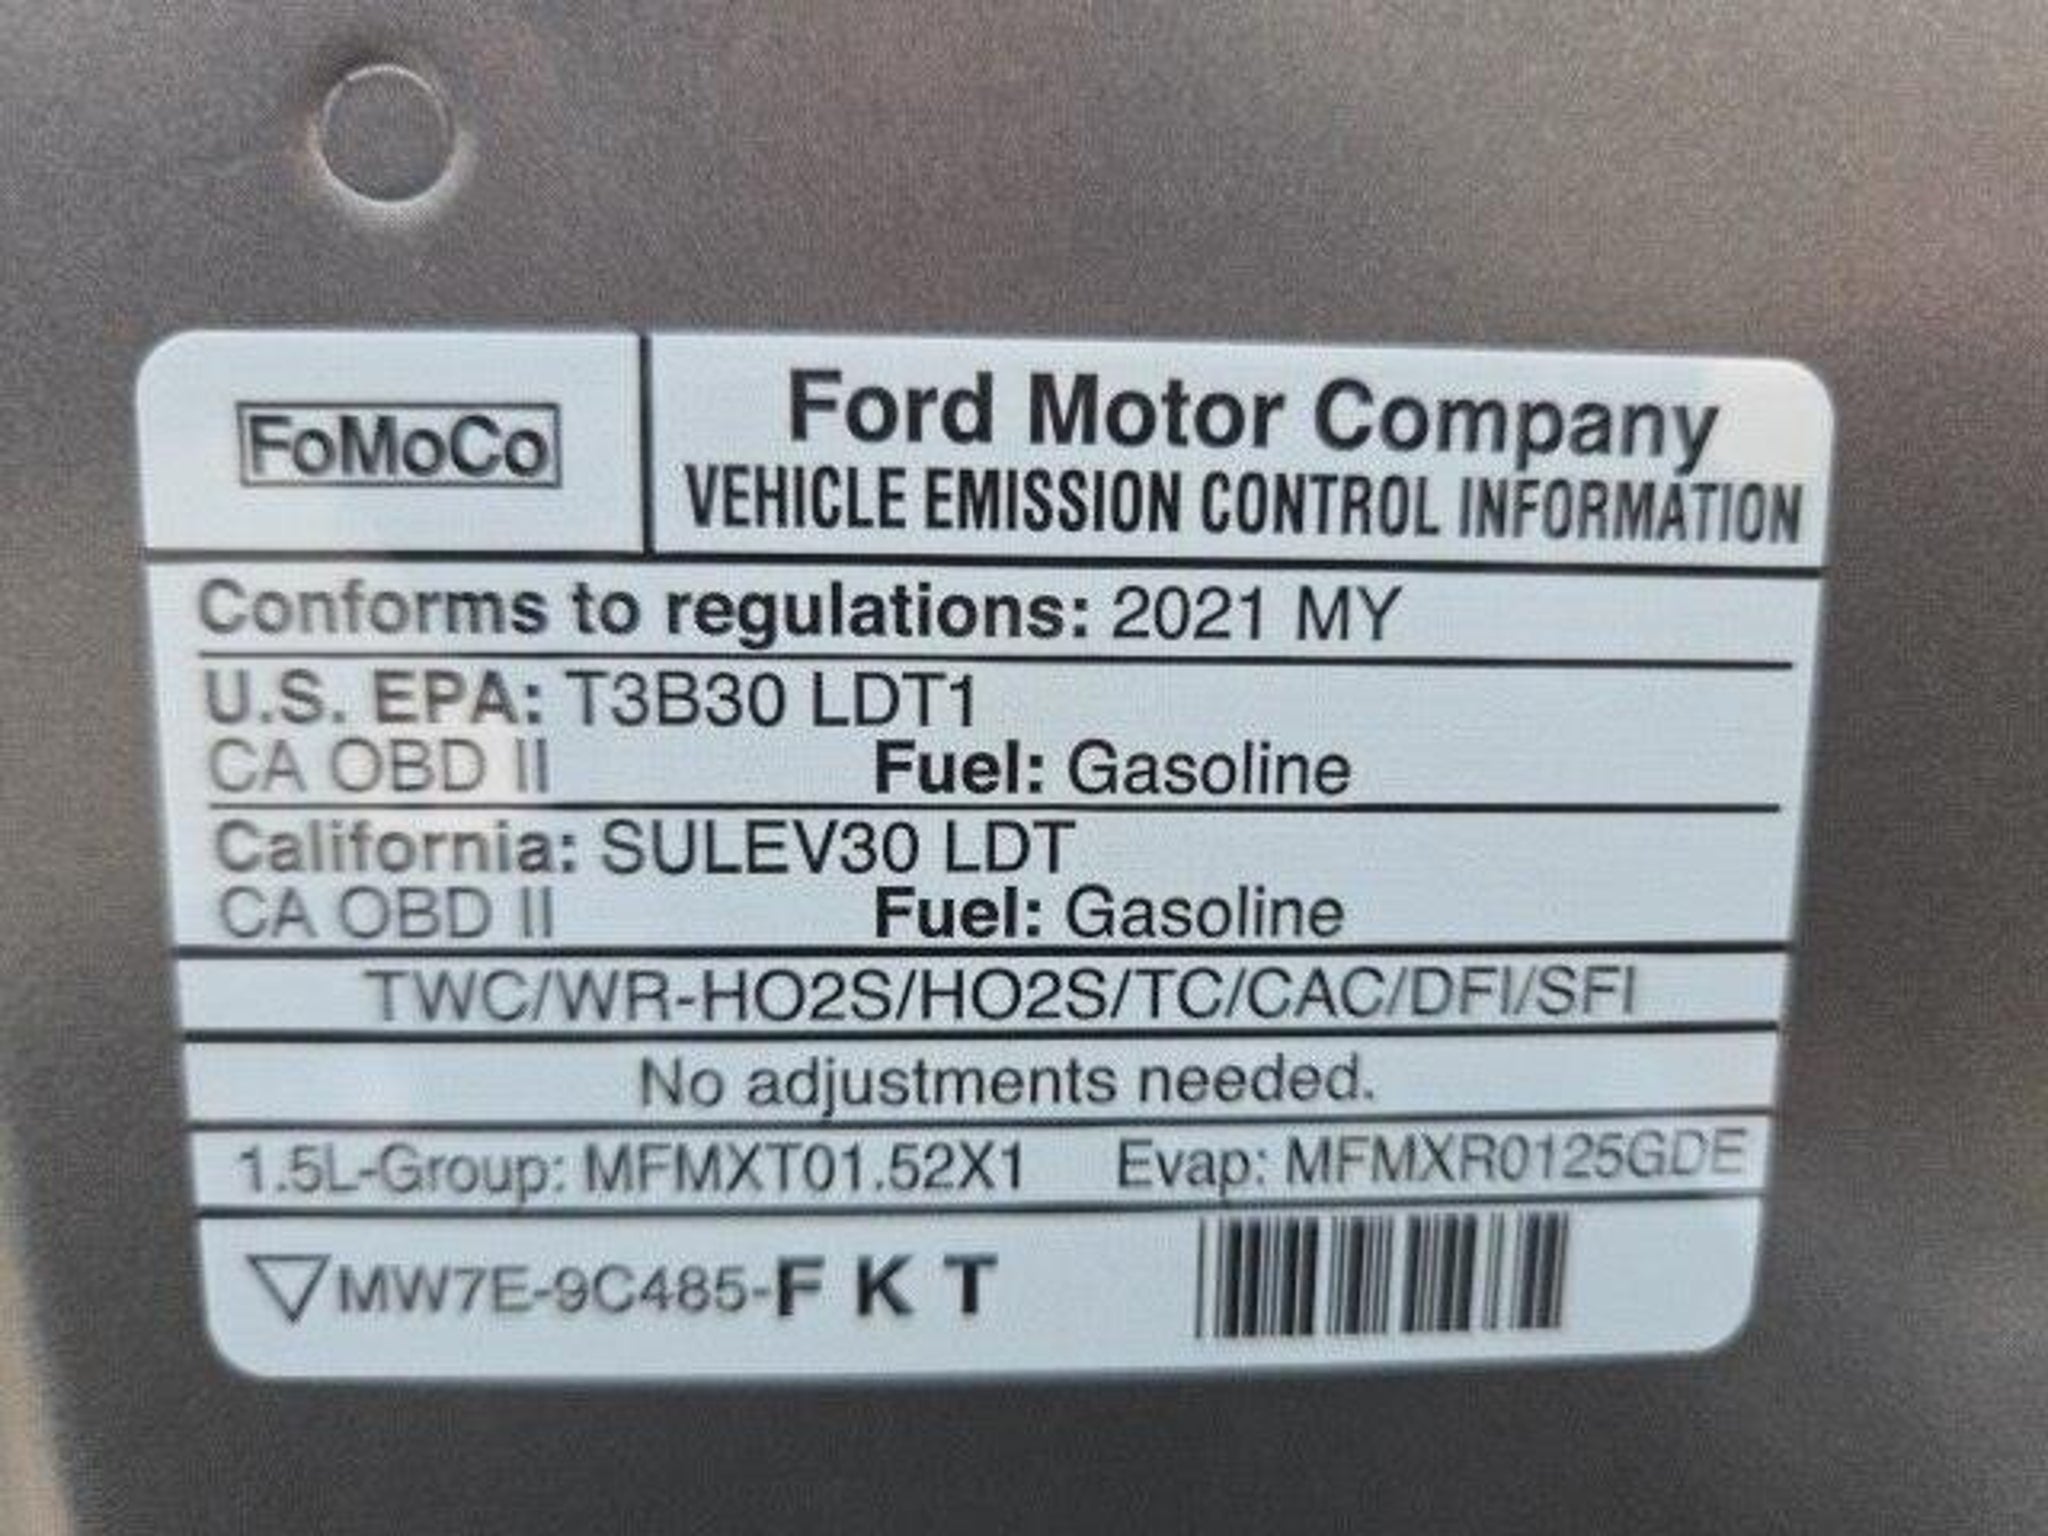 FoMoCo
Ford Motor Company
VEHICLE EMISSION CONTROL INFORMATION
Conforms to regulations: 2021 MY
U.S. EPA: T3B30 LDT1
CA OBD II Fuel: Gasoline
California: SULEV30 LDT
CA OBD II Fuel: Gasoline
TWC/WR-HO2S/HO2S/TC/CAC/DFI/SFI
No adjustments needed.
1.5L-Group: MFMXT01.52X1 Evap: MFMXR0125GDE
MW7E-9C485-F K T